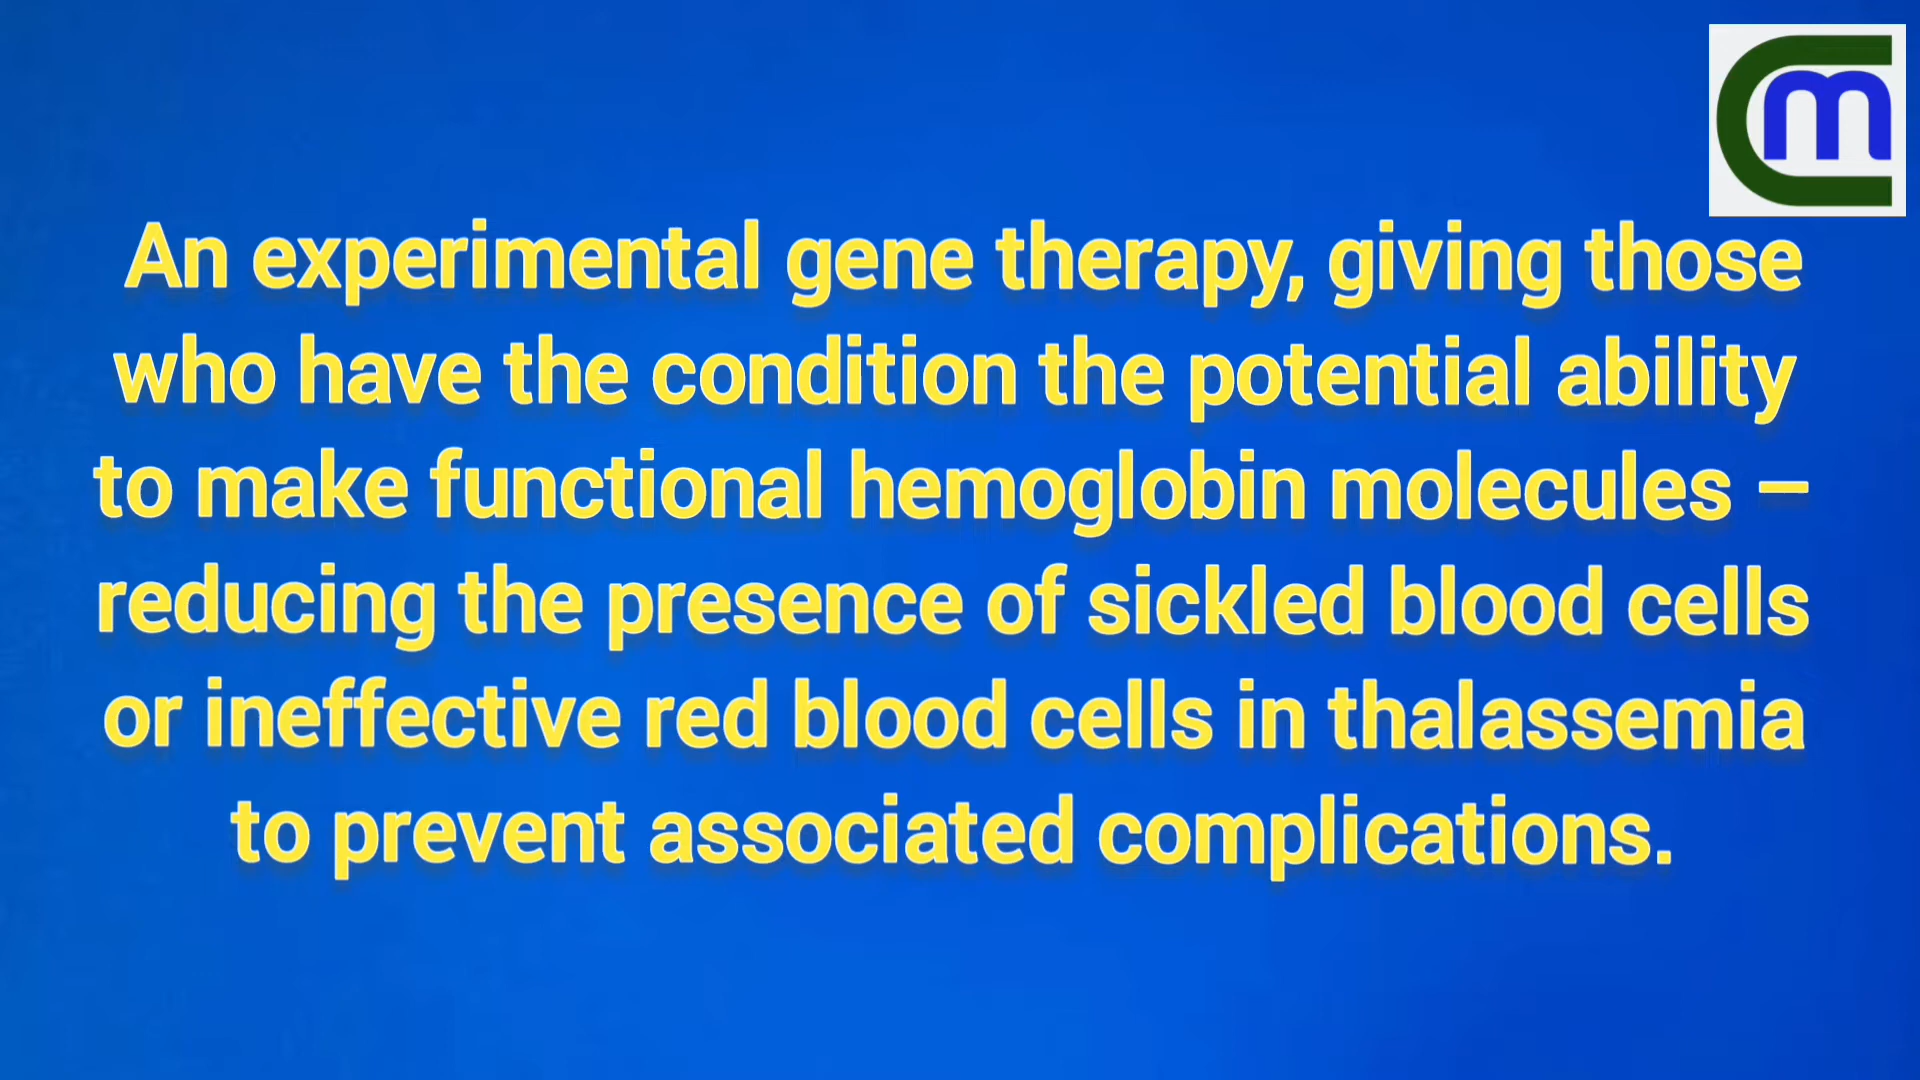 Cm
An experimental gene therapy, giving those
who have the condition the potential ability
to make functional hemoglobin molecules –
reducing the presence of sickled blood cells
or ineffective red blood cells in thalassemia
to prevent associated complications.